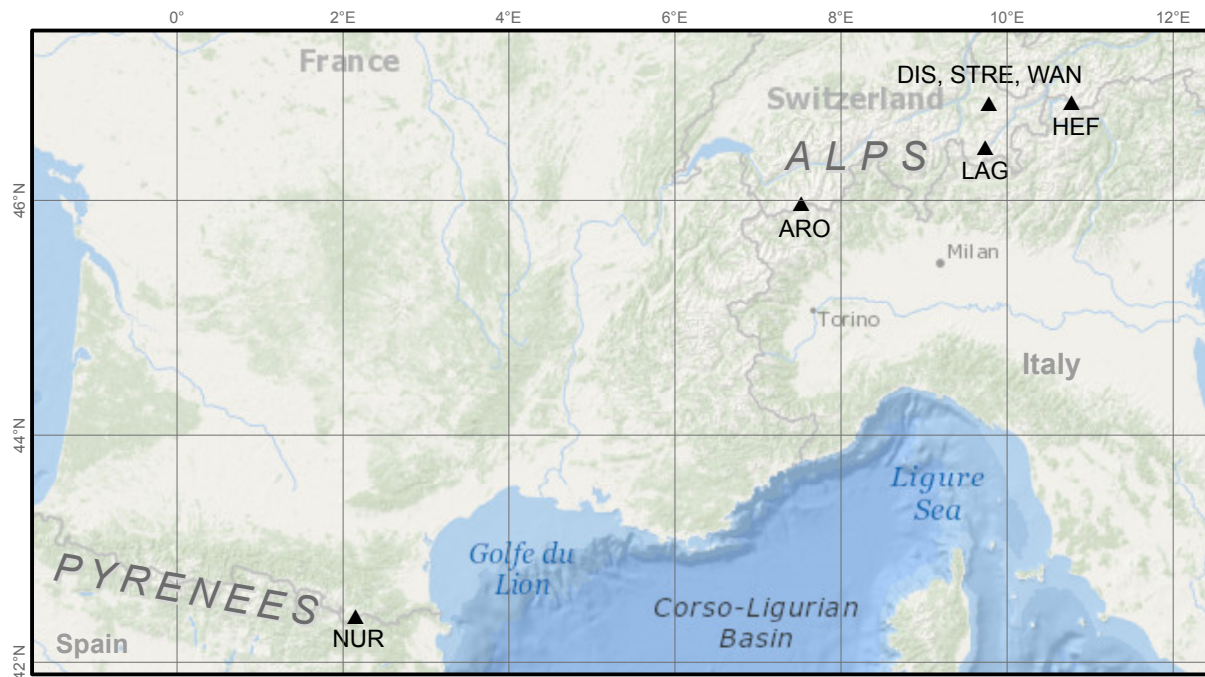 0° 2°E 4°E 6°E 8°E 10°E 12°E
France
DIS, STRE, WAN
Switzerland
HEF
ALPS
LAG
46°N
ARO
Milan
Torino
Italy
44°N
Ligure
Sea
Golfe du
Lion
PYRENEES
Corso-Ligurian
Basin
NUR
Spain
42°N